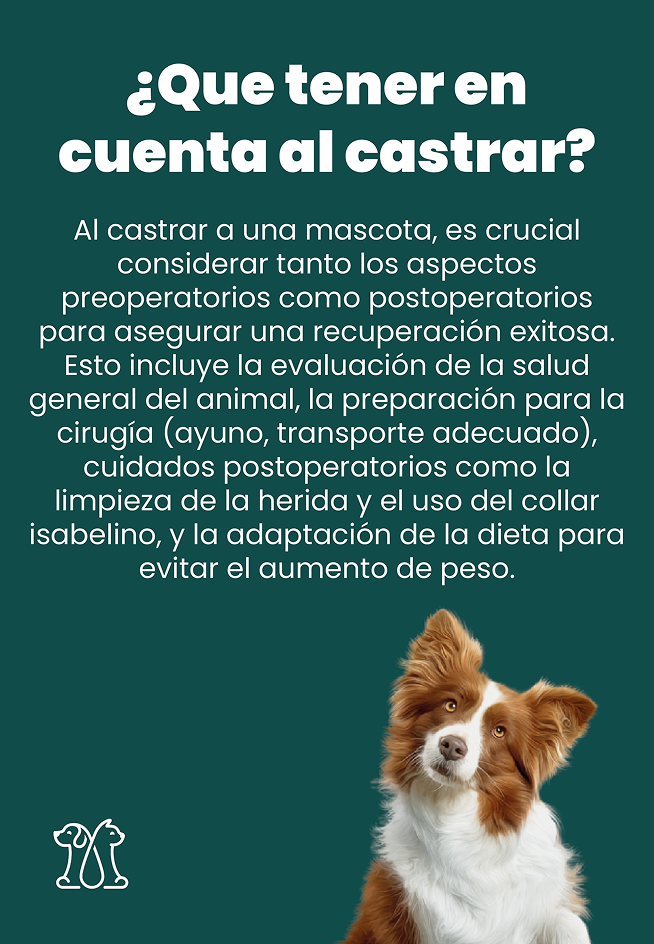 ¿Que tener en
cuenta al castrar?
Al castrar a una mascota, es crucial
considerar tanto los aspectos
preoperatorios como postoperatorios
para asegurar una recuperación exitosa.
Esto incluye la evaluación de la salud
general del animal, la preparación para la
cirugía (ayuno, transporte adecuado),
cuidados postoperatorios como la
limpieza de la herida y el uso del collar
isabelino, y la adaptación de la dieta para
evitar el aumento de peso.